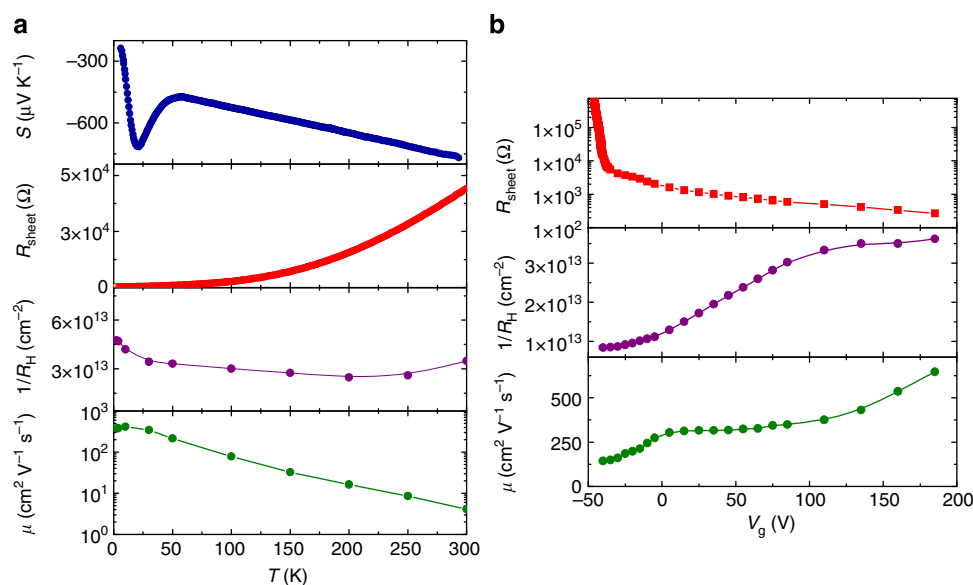 a
S (μV K⁻¹)
−300
−600
R_sheet (Ω)
5×10⁴
3×10⁴
0
1/R_H (cm⁻²)
6×10¹³
3×10¹³
μ (cm² V⁻¹ s⁻¹)
10³
10²
10¹
10⁰
0 50 100 150 200 250 300
T (K)
b
R_sheet (Ω)
1×10⁵
1×10⁴
1×10³
1×10²
1/R_H (cm⁻²)
3×10¹³
2×10¹³
1×10¹³
μ (cm² V⁻¹ s⁻¹)
500
250
0
−50 0 50 100 150 200
V_g (V)